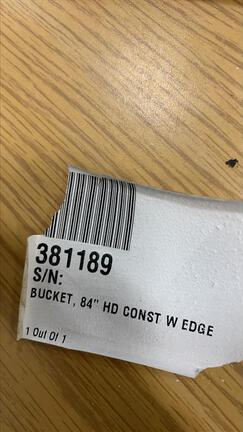 381189
S/N:
BUCKET, 84" HD CONST W EDGE
1 Out Of 1